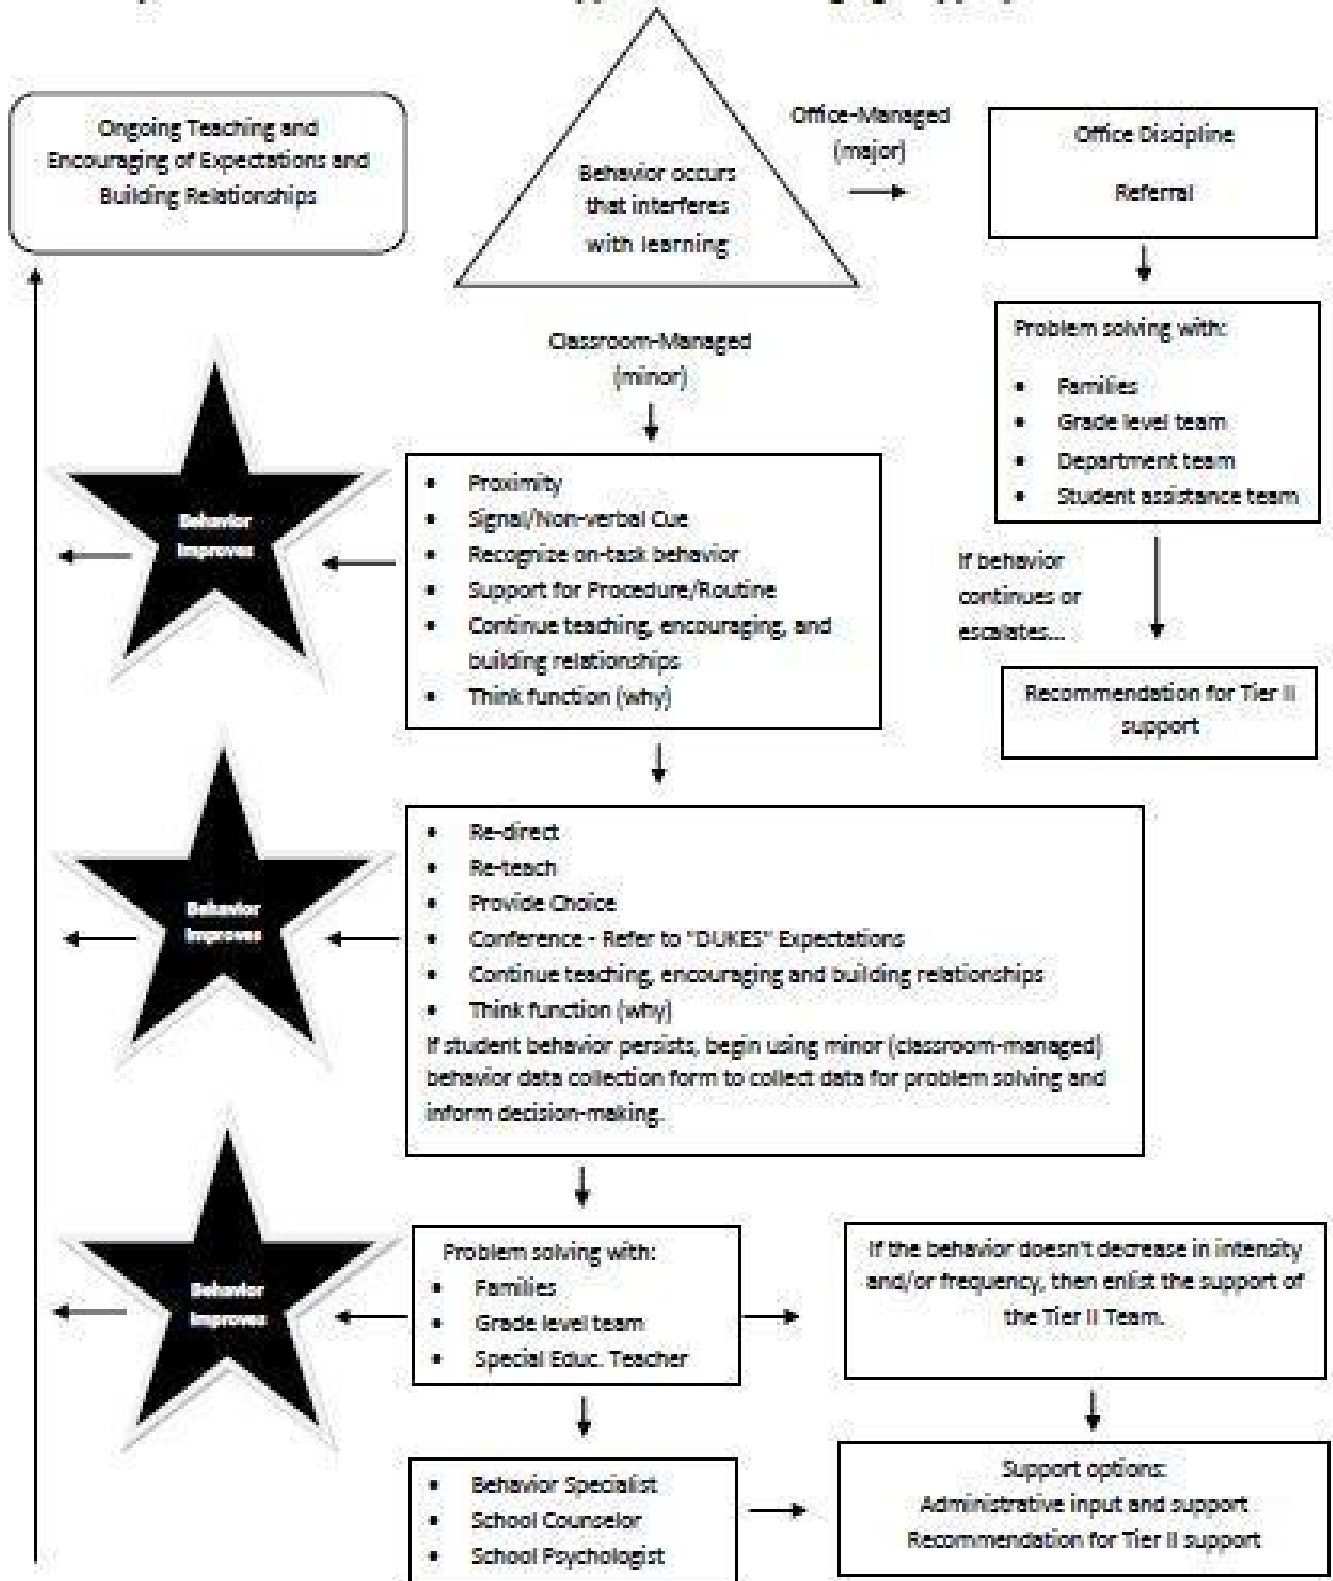 Ongoing Teaching and
Encouraging of Expectations and
Building Relationships
Behavior occurs
that interferes
with learning
Office-Managed
(major)
Office Discipline
Referral
Problem solving with:
• Families
• Grade level team
• Department team
• Student assistance team
If behavior
continues or
escalates...
Recommendation for Tier II
support
Classroom-Managed
(minor)
• Proximity
• Signal/Non-verbal Cue
• Recognize on-task behavior
• Support for Procedure/Routine
• Continue teaching, encouraging, and
building relationships
• Think function (why)
Behavior
Improves
• Re-direct
• Re-teach
• Provide Choice
• Conference - Refer to "DUKES" Expectations
• Continue teaching, encouraging and building relationships
• Think function (why)
If student behavior persists, begin using minor (classroom-managed)
behavior data collection form to collect data for problem solving and
inform decision-making.
Behavior
Improves
Problem solving with:
• Families
• Grade level team
• Special Educ. Teacher
Behavior
Improves
If the behavior doesn't decrease in intensity
and/or frequency, then enlist the support of
the Tier II Team.
• Behavior Specialist
• School Counselor
• School Psychologist
Support options:
Administrative input and support
Recommendation for Tier II support